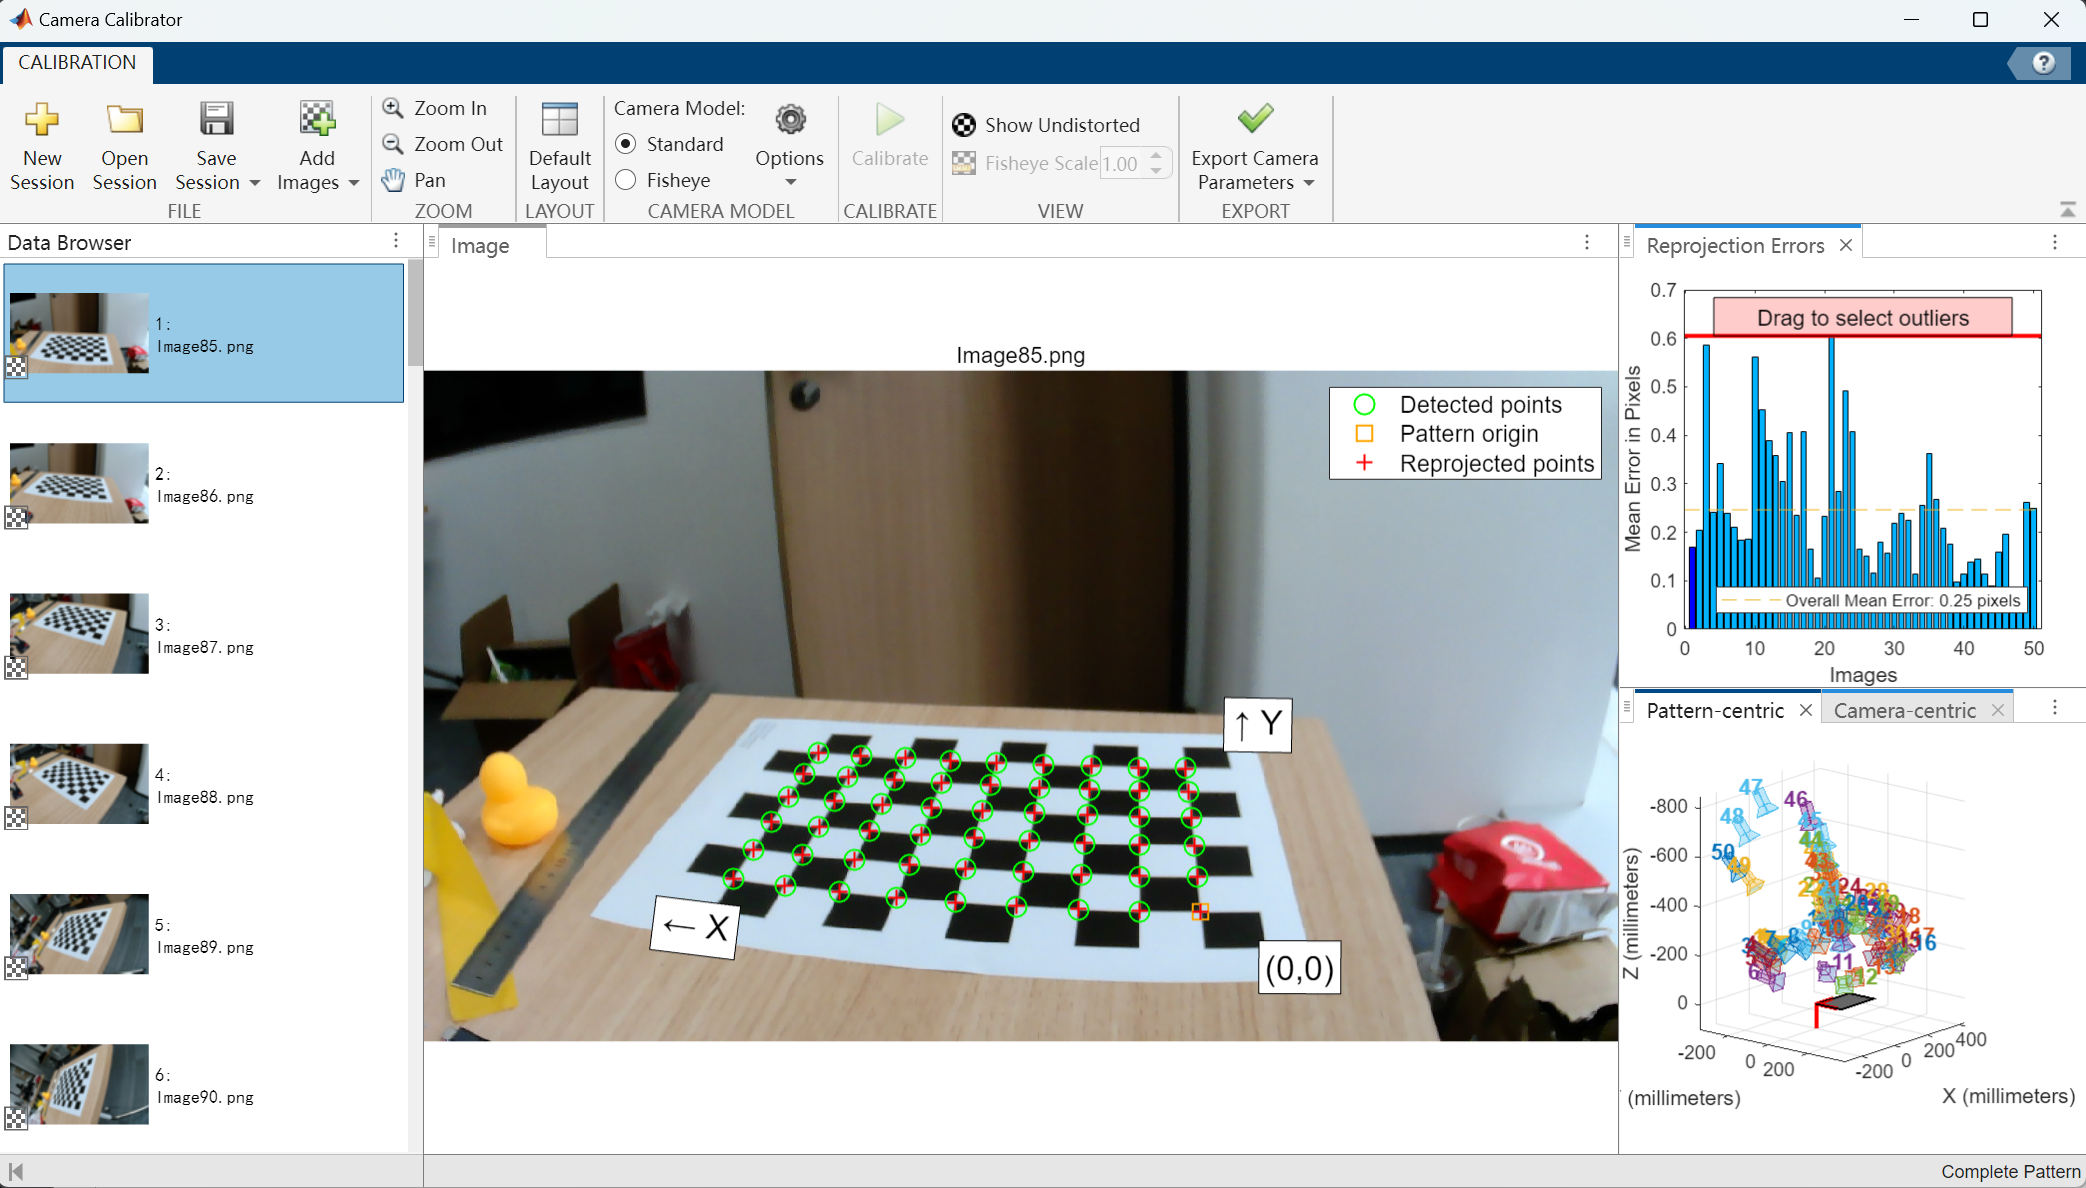 Camera Calibrator
CALIBRATION
New Session
Open Session
Save Session
Add Images
FILE
Zoom In
Zoom Out
Pan
ZOOM
Default Layout
LAYOUT
Camera Model:
Standard
Fisheye
Options
CAMERA MODEL
Calibrate
CALIBRATE
Show Undistorted
Fisheye Scale 1.00
VIEW
Export Camera Parameters
EXPORT
Data Browser
1:
Image85.png
2:
Image86.png
3:
Image87.png
4:
Image88.png
5:
Image89.png
6:
Image90.png
Image
Image85.png
Detected points
Pattern origin
Reprojected points
↑ Y
← X
(0,0)
Reprojection Errors
Drag to select outliers
Mean Error in Pixels
0.7
0.6
0.5
0.4
0.3
0.2
0.1
0
Overall Mean Error: 0.25 pixels
0 10 20 30 40 50
Images
Pattern-centric
Camera-centric
Z (millimeters)
-800
-600
-400
-200
0
47
46
48
50
49
44
24
28
16
11
12
6
-200 0 200
-200 0 200 400
(millimeters)
X (millimeters)
Complete Pattern